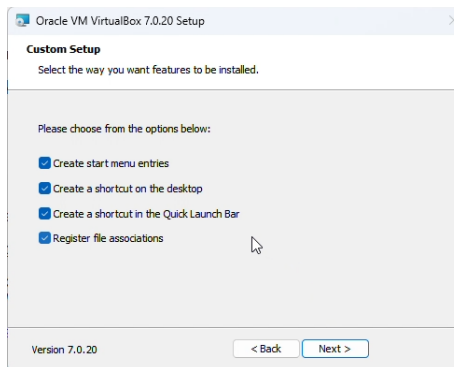 Oracle VM VirtualBox 7.0.20 Setup
Custom Setup
Select the way you want features to be installed.
Please choose from the options below:
Create start menu entries
Create a shortcut on the desktop
Create a shortcut in the Quick Launch Bar
Register file associations
Version 7.0.20
< Back
Next >